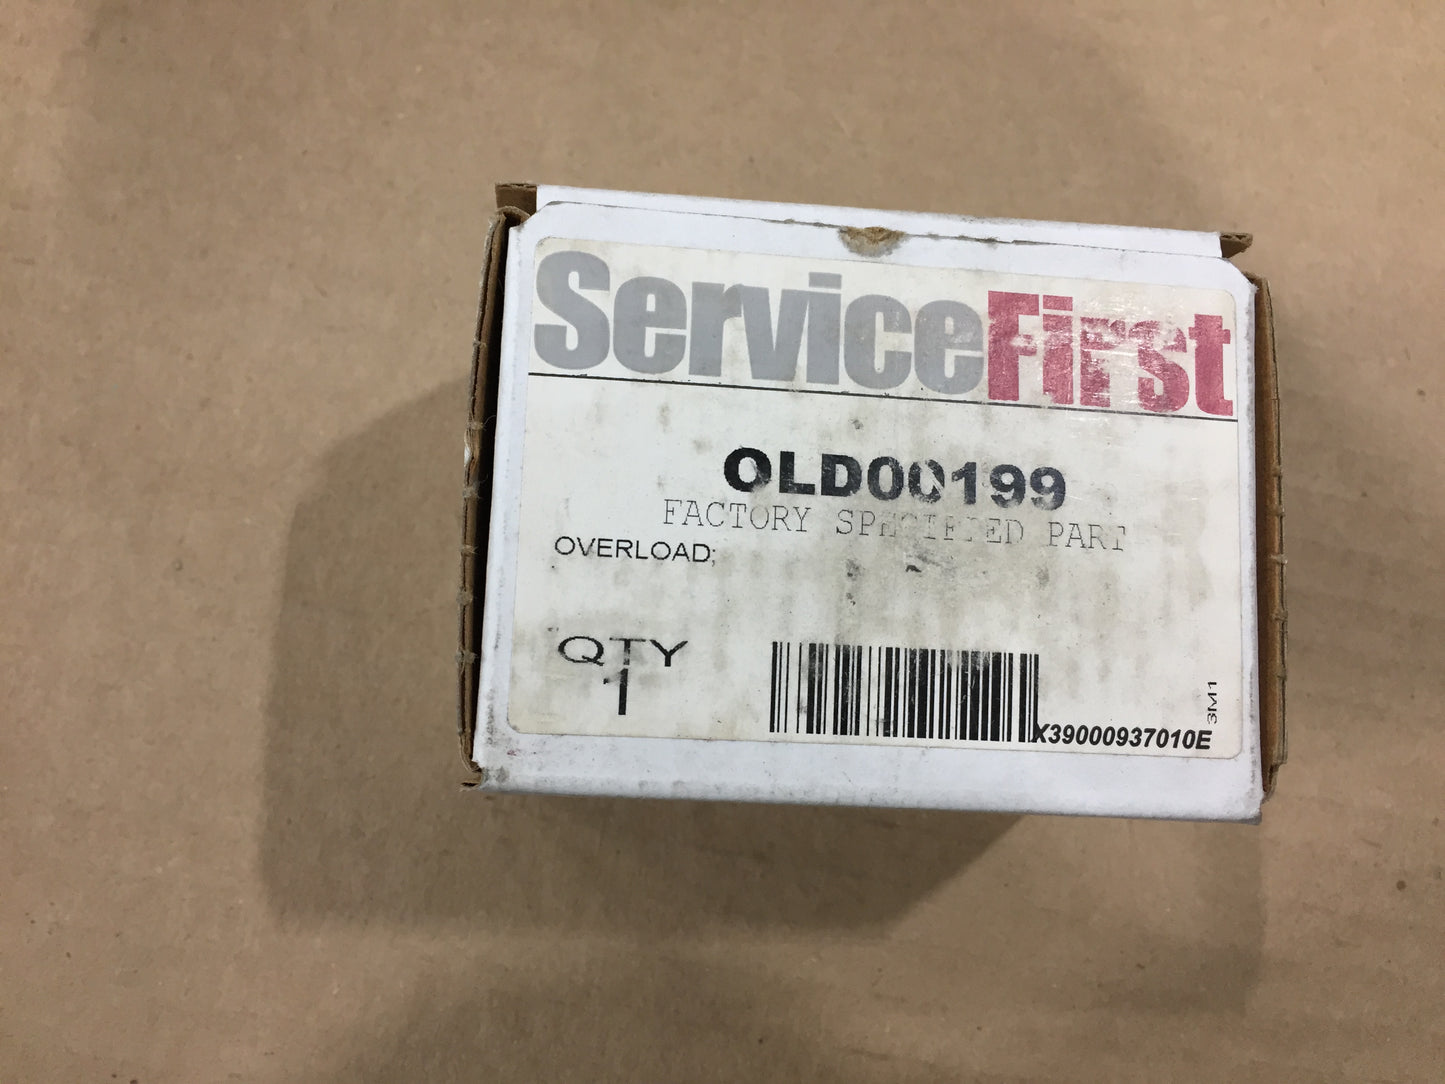 ServiceFirst
OLD00199
FACTORY SPECIFIED PART
OVERLOAD;
QTY
1
X39000937010E
3M1